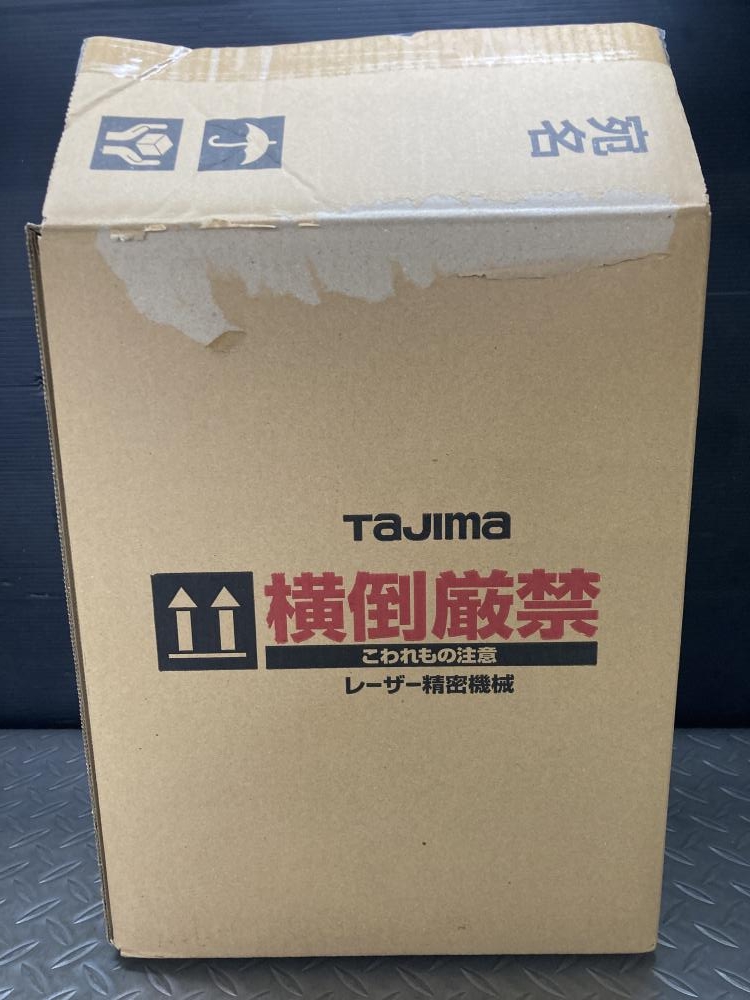 宛名
TaJIma
横倒厳禁
こわれもの注意
レーザー精密機械